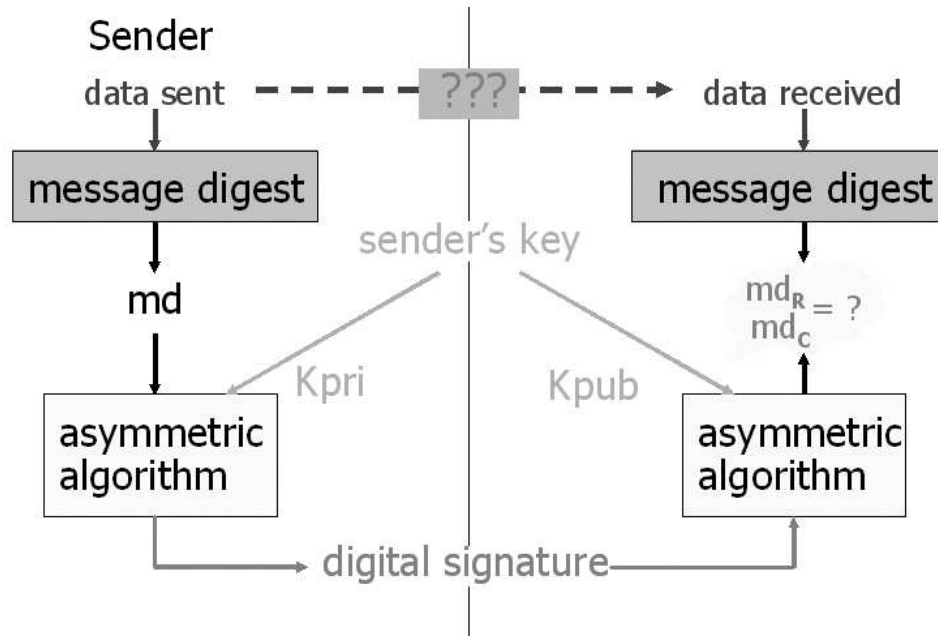 Sender
data sent
???
data received
message digest
message digest
sender's key
md
md_R
md_C
= ?
Kpri
Kpub
asymmetric
algorithm
asymmetric
algorithm
digital signature